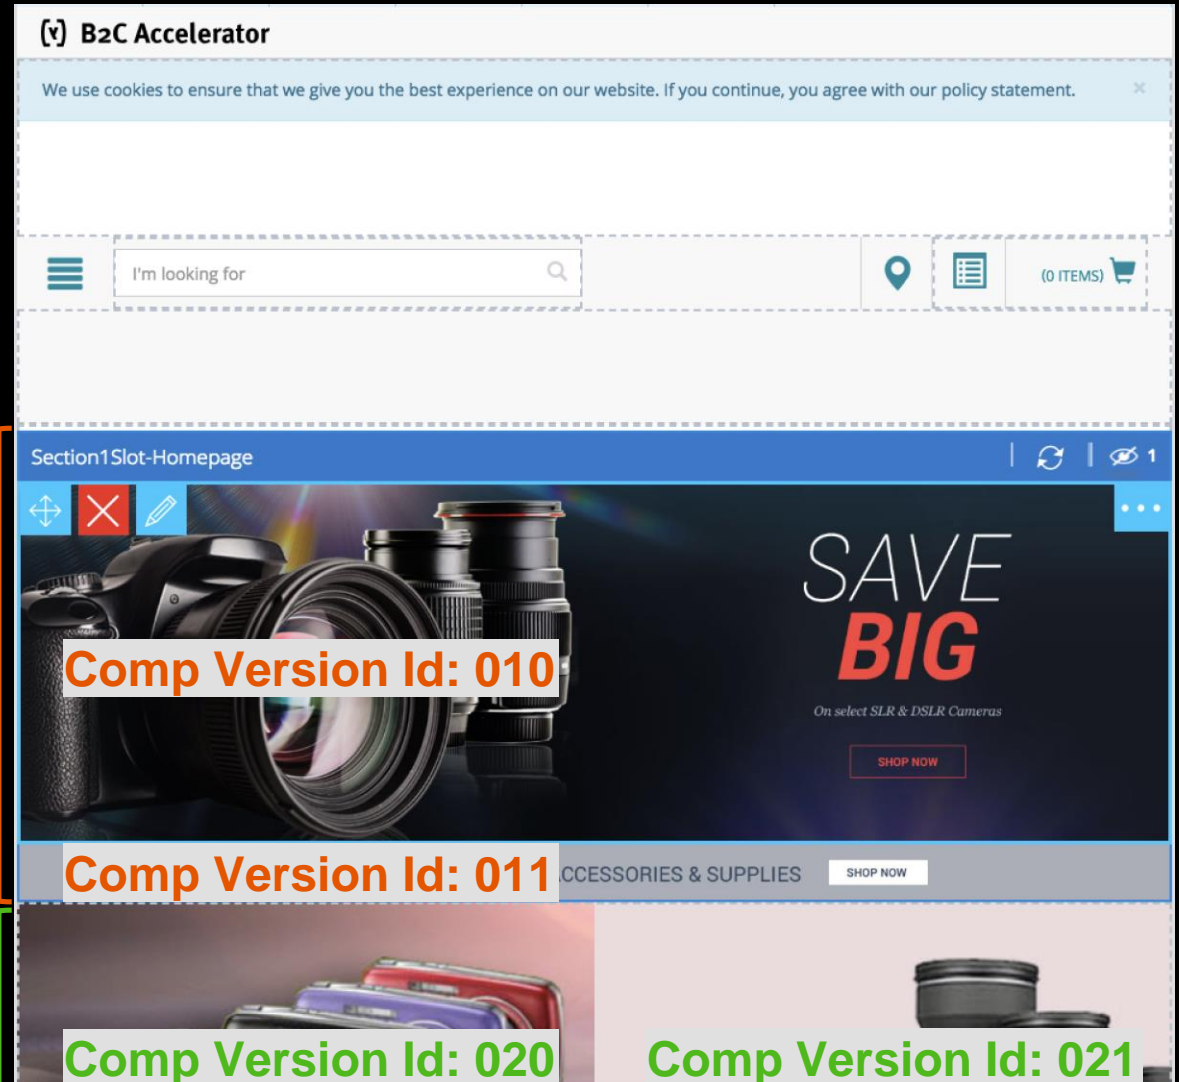 (y) B2C Accelerator
We use cookies to ensure that we give you the best experience on our website. If you continue, you agree with our policy statement. ×
I'm looking for
(0 ITEMS)
Section1Slot-Homepage
1
SAVE
BIG
On select SLR & DSLR Cameras
SHOP NOW
Comp Version Id: 010
Comp Version Id: 011
CCESSORIES & SUPPLIES SHOP NOW
Comp Version Id: 020 Comp Version Id: 021